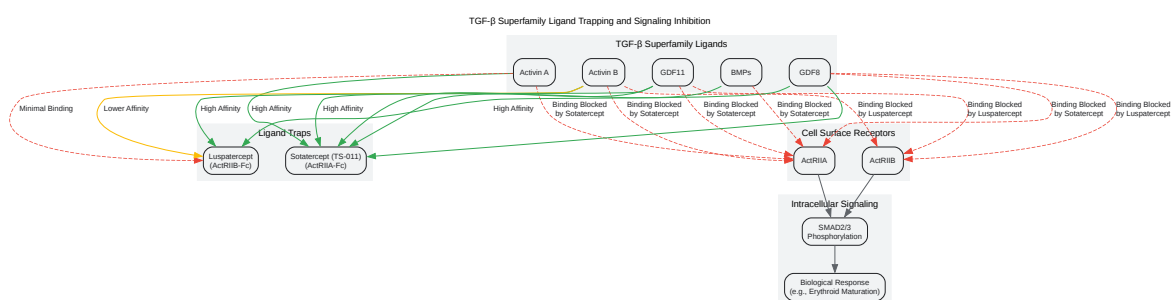 TGF-β Superfamily Ligand Trapping and Signaling Inhibition
TGF-β Superfamily Ligands
Activin A
Activin B
GDF11
BMPs
GDF8
Minimal Binding
Lower Affinity
High Affinity
High Affinity
High Affinity
High Affinity
Binding Blocked
by Sotatercept
Binding Blocked
by Sotatercept
Binding Blocked
by Sotatercept
Binding Blocked
by Sotatercept
Binding Blocked
by Luspatercept
Binding Blocked
by Luspatercept
Binding Blocked
by Sotatercept
Binding Blocked
by Luspatercept
Ligand Traps
Luspatercept
(ActRIIB-Fc)
Sotatercept (TS-011)
(ActRIIA-Fc)
Cell Surface Receptors
ActRIIA
ActRIIB
Intracellular Signaling
SMAD2/3
Phosphorylation
Biological Response
(e.g., Erythroid Maturation)